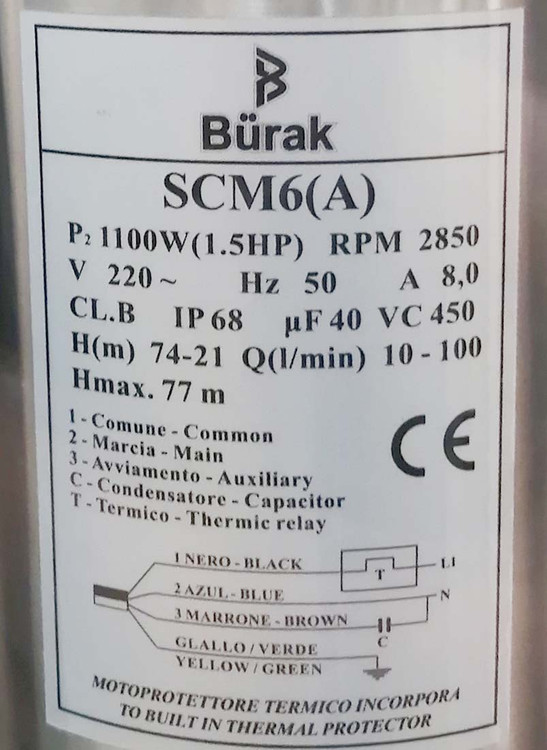 Bürak
SCM6(A)
P₂ 1100W(1.5HP) RPM 2850
V 220~ Hz 50 A 8,0
CL.B IP 68 µF 40 VC 450
H(m) 74-21 Q(l/min) 10 - 100
Hmax. 77 m
1 - Comune - Common
2 - Marcia - Main
3 - Avviamento - Auxiliary
C - Condensatore - Capacitor
T - Termico - Thermic relay
CE
1 NERO - BLACK T L1
2 AZUL - BLUE N
3 MARRONE - BROWN C
GLALLO / VERDE
YELLOW / GREEN
MOTOPROTETTORE TERMICO INCORPORA
TO BUILT IN THERMAL PROTECTOR